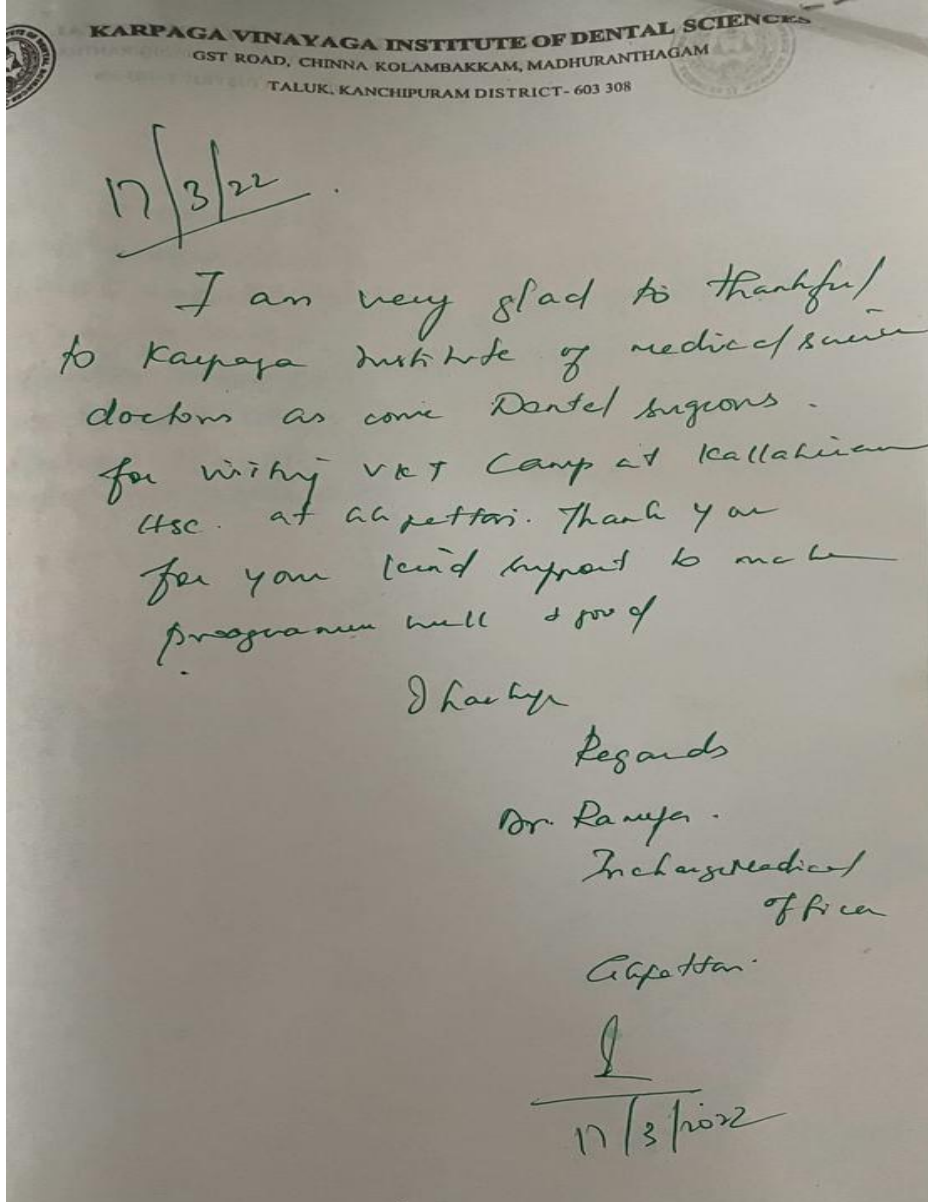 KARPAGA VINAYAGA INSTITUTE OF DENTAL SCIENCES
GST ROAD, CHINNA KOLAMBAKKAM, MADHURANTHAGAM
TALUK, KANCHIPURAM DISTRICT- 603 308
17/3/22
I am very glad to thankful
to Karpaga Institute of medical science
doctors as Dental surgeons.
for VKT Camp at
HSC. at Thank you
for your kind support to make
programme well & good
Regards
Dr. Ramya.
Incharge Medical
officer
17/3/2022